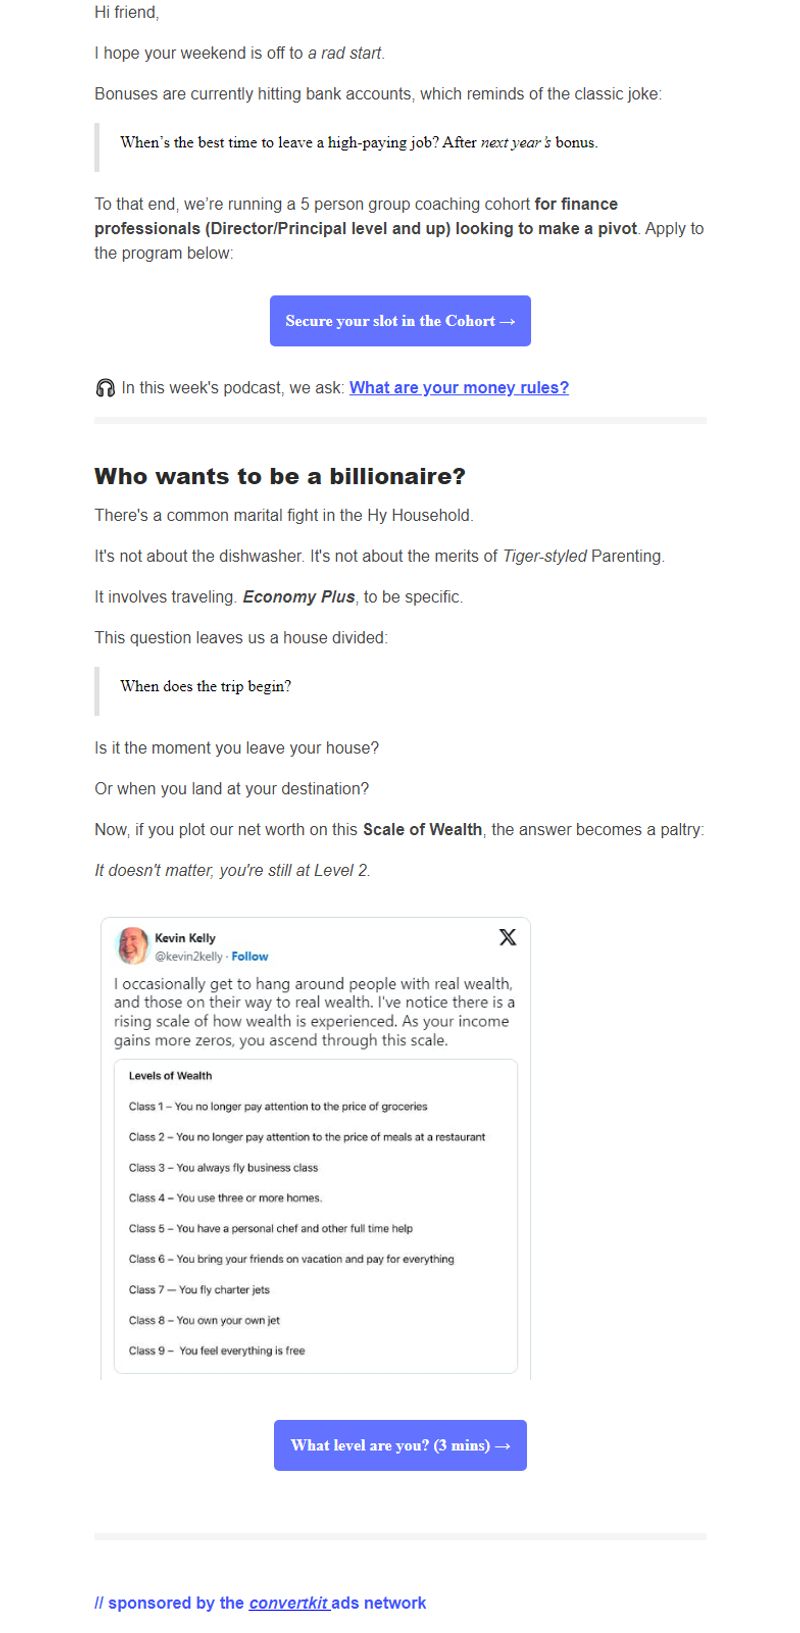 Hi friend,
I hope your weekend is off to a rad start.
Bonuses are currently hitting bank accounts, which reminds of the classic joke:
When’s the best time to leave a high-paying job? After next year’s bonus.
To that end, we’re running a 5 person group coaching cohort for finance
professionals (Director/Principal level and up) looking to make a pivot. Apply to
the program below:
Secure your slot in the Cohort →
🎧 In this week's podcast, we ask: What are your money rules?
Who wants to be a billionaire?
There's a common marital fight in the Hy Household.
It's not about the dishwasher. It's not about the merits of Tiger-styled Parenting.
It involves traveling. Economy Plus, to be specific.
This question leaves us a house divided:
When does the trip begin?
Is it the moment you leave your house?
Or when you land at your destination?
Now, if you plot our net worth on this Scale of Wealth, the answer becomes a paltry:
It doesn't matter, you're still at Level 2.
Kevin Kelly
@kevin2kelly · Follow
X
I occasionally get to hang around people with real wealth,
and those on their way to real wealth. I've notice there is a
rising scale of how wealth is experienced. As your income
gains more zeros, you ascend through this scale.
Levels of Wealth
Class 1 – You no longer pay attention to the price of groceries
Class 2 – You no longer pay attention to the price of meals at a restaurant
Class 3 – You always fly business class
Class 4 – You use three or more homes.
Class 5 – You have a personal chef and other full time help
Class 6 – You bring your friends on vacation and pay for everything
Class 7 — You fly charter jets
Class 8 – You own your own jet
Class 9 – You feel everything is free
What level are you? (3 mins) →
// sponsored by the convertkit ads network